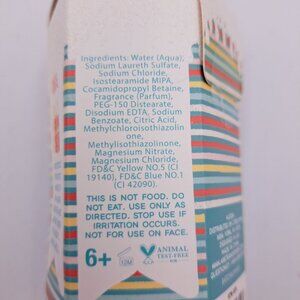 Ingredients: Water (Aqua),
Sodium Laureth Sulfate,
Sodium Chloride,
Isostearamide MIPA,
Cocamidopropyl Betaine,
Fragrance (Parfum),
PEG-150 Distearate,
Disodium EDTA, Sodium
Benzoate, Citric Acid,
Methylchloroisothiazolin
one,
Methylisothiazolinone,
Magnesium Nitrate,
Magnesium Chloride,
FD&C Yellow NO.5 (CI
19140), FD&C Blue NO.1
(CI 42090).
THIS IS NOT FOOD. DO
NOT EAT. USE ONLY AS
DIRECTED. STOP USE IF
IRRITATION OCCURS.
NOT FOR USE ON FACE.
6+
12M
ANIMAL
TEST-FREE